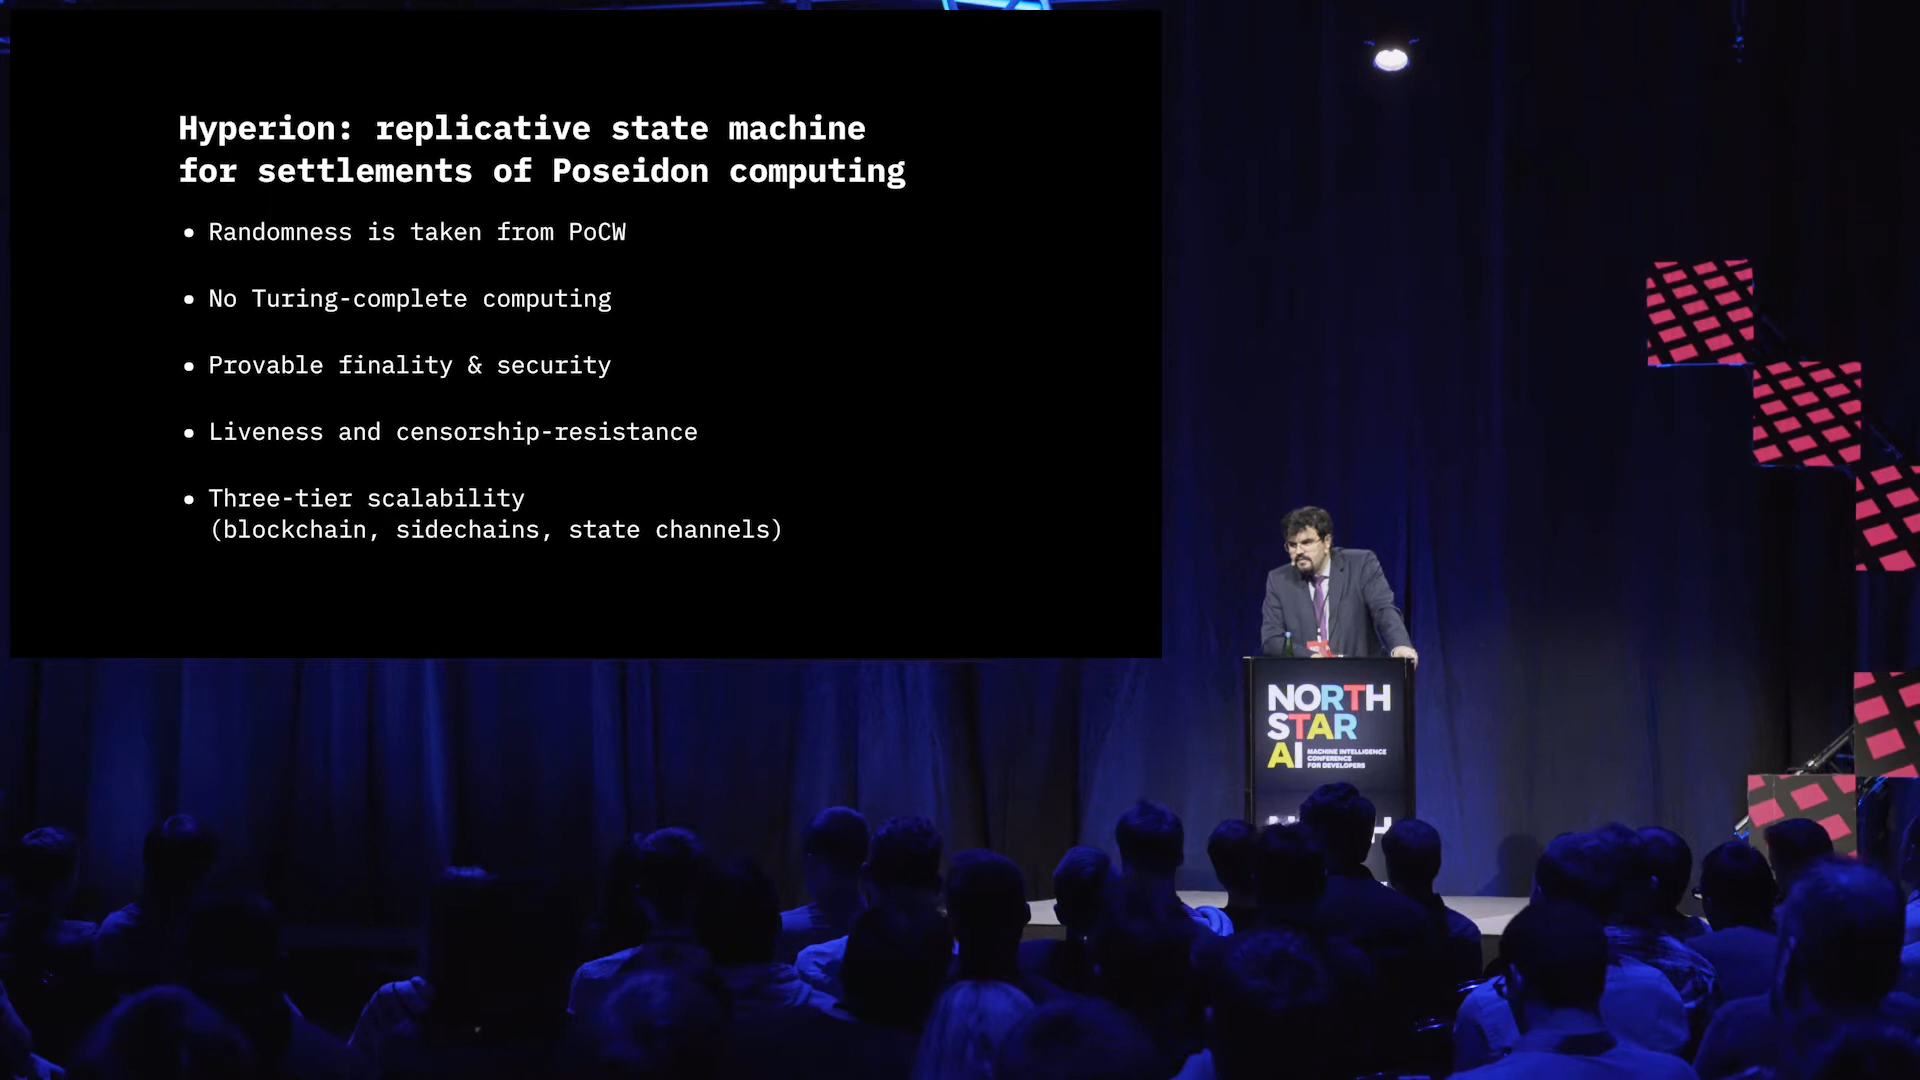 Hyperion: replicative state machine
for settlements of Poseidon computing
• Randomness is taken from PoCW
• No Turing-complete computing
• Provable finality & security
• Liveness and censorship-resistance
• Three-tier scalability
(blockchain, sidechains, state channels)
NORTH
STAR
AI
MACHINE INTELLIGENCE
CONFERENCE
FOR DEVELOPERS